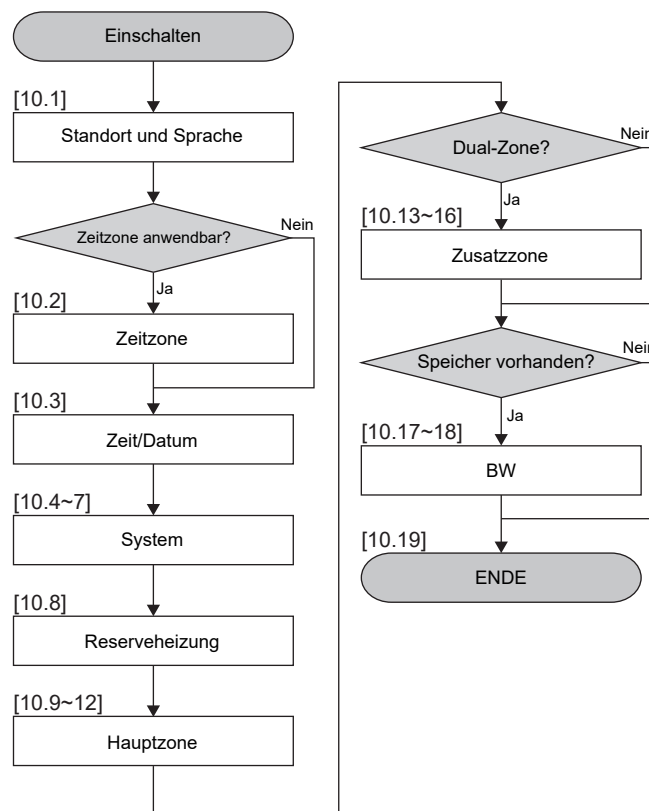 Einschalten
[10.1]
Standort und Sprache
Zeitzone anwendbar?
Nein
Ja
[10.2]
Zeitzone
[10.3]
Zeit/Datum
[10.4~7]
System
[10.8]
Reserveheizung
[10.9~12]
Hauptzone
Dual-Zone?
Nein
Ja
[10.13~16]
Zusatzzone
Speicher vorhanden?
Nein
Ja
[10.17~18]
BW
[10.19]
ENDE